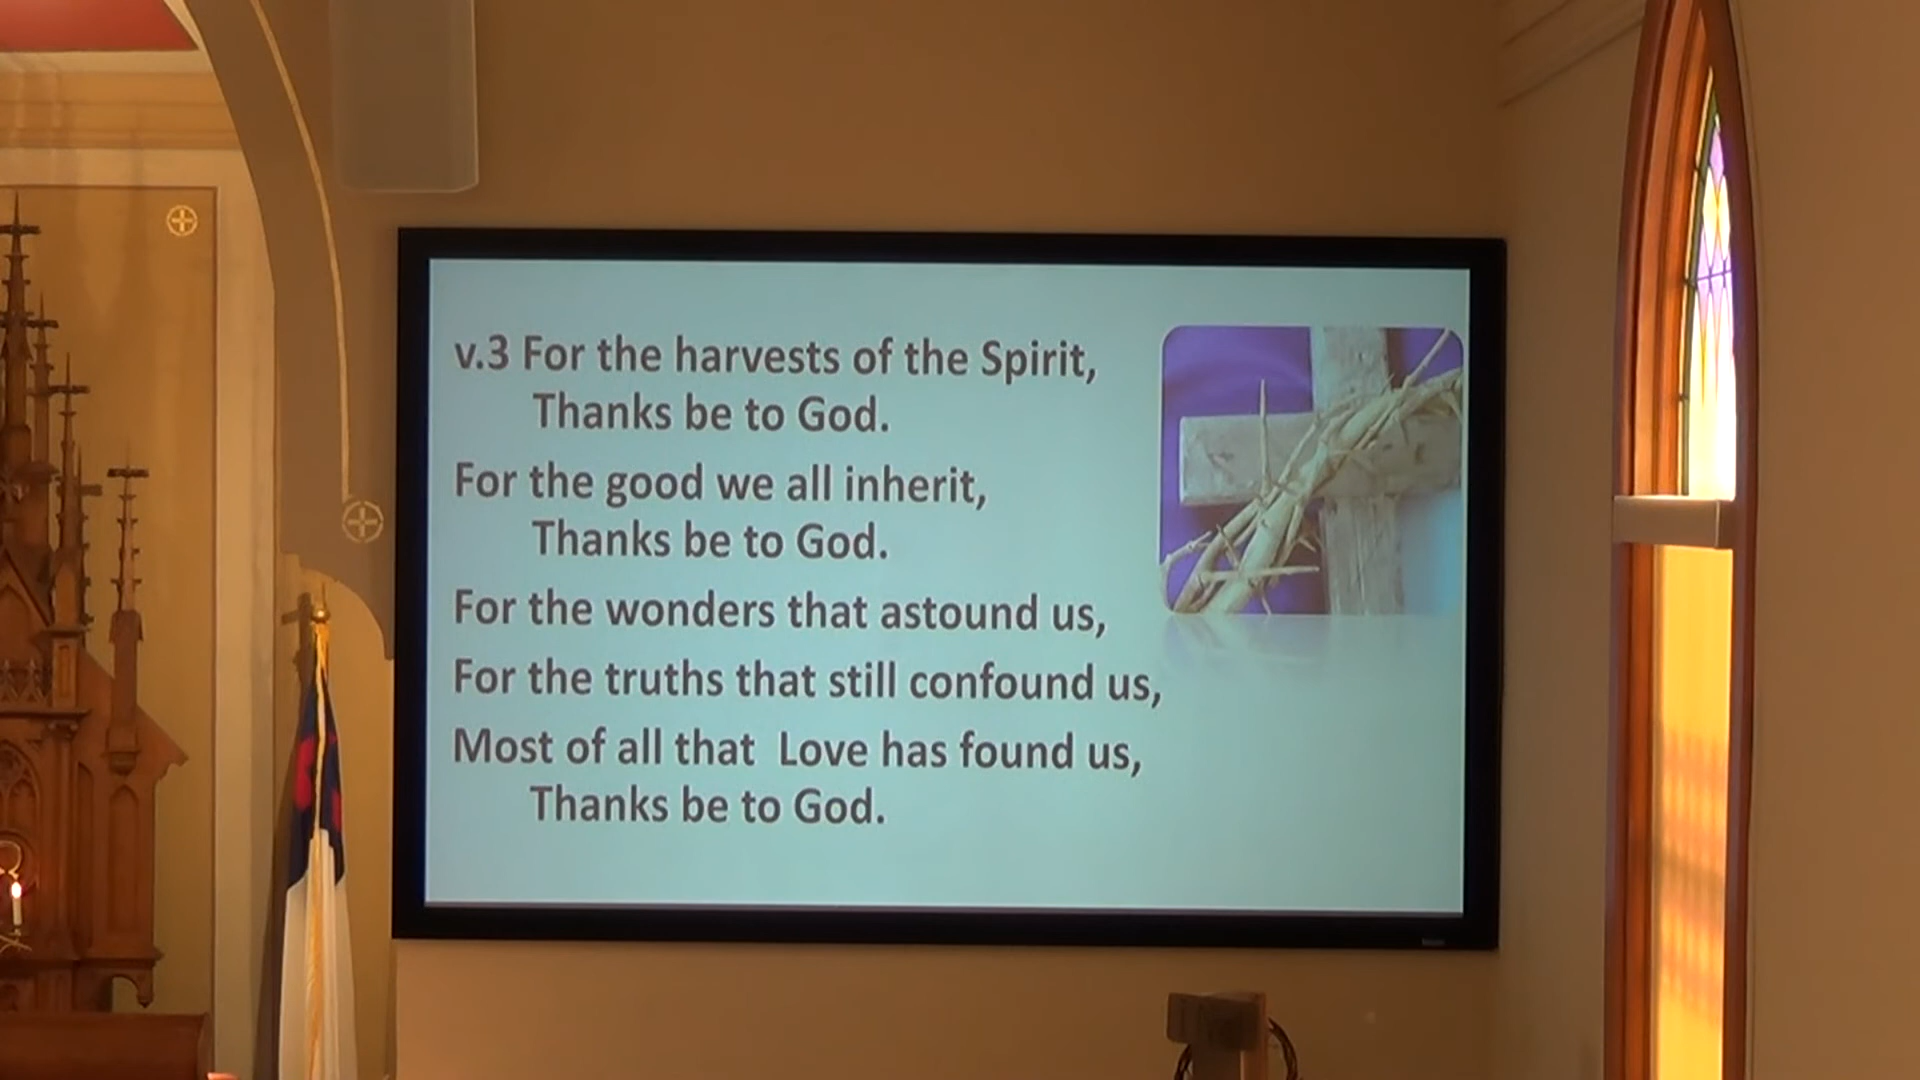 v.3 For the harvests of the Spirit,
Thanks be to God.
For the good we all inherit,
Thanks be to God.
For the wonders that astound us,
For the truths that still confound us,
Most of all that  Love has found us,
Thanks be to God.